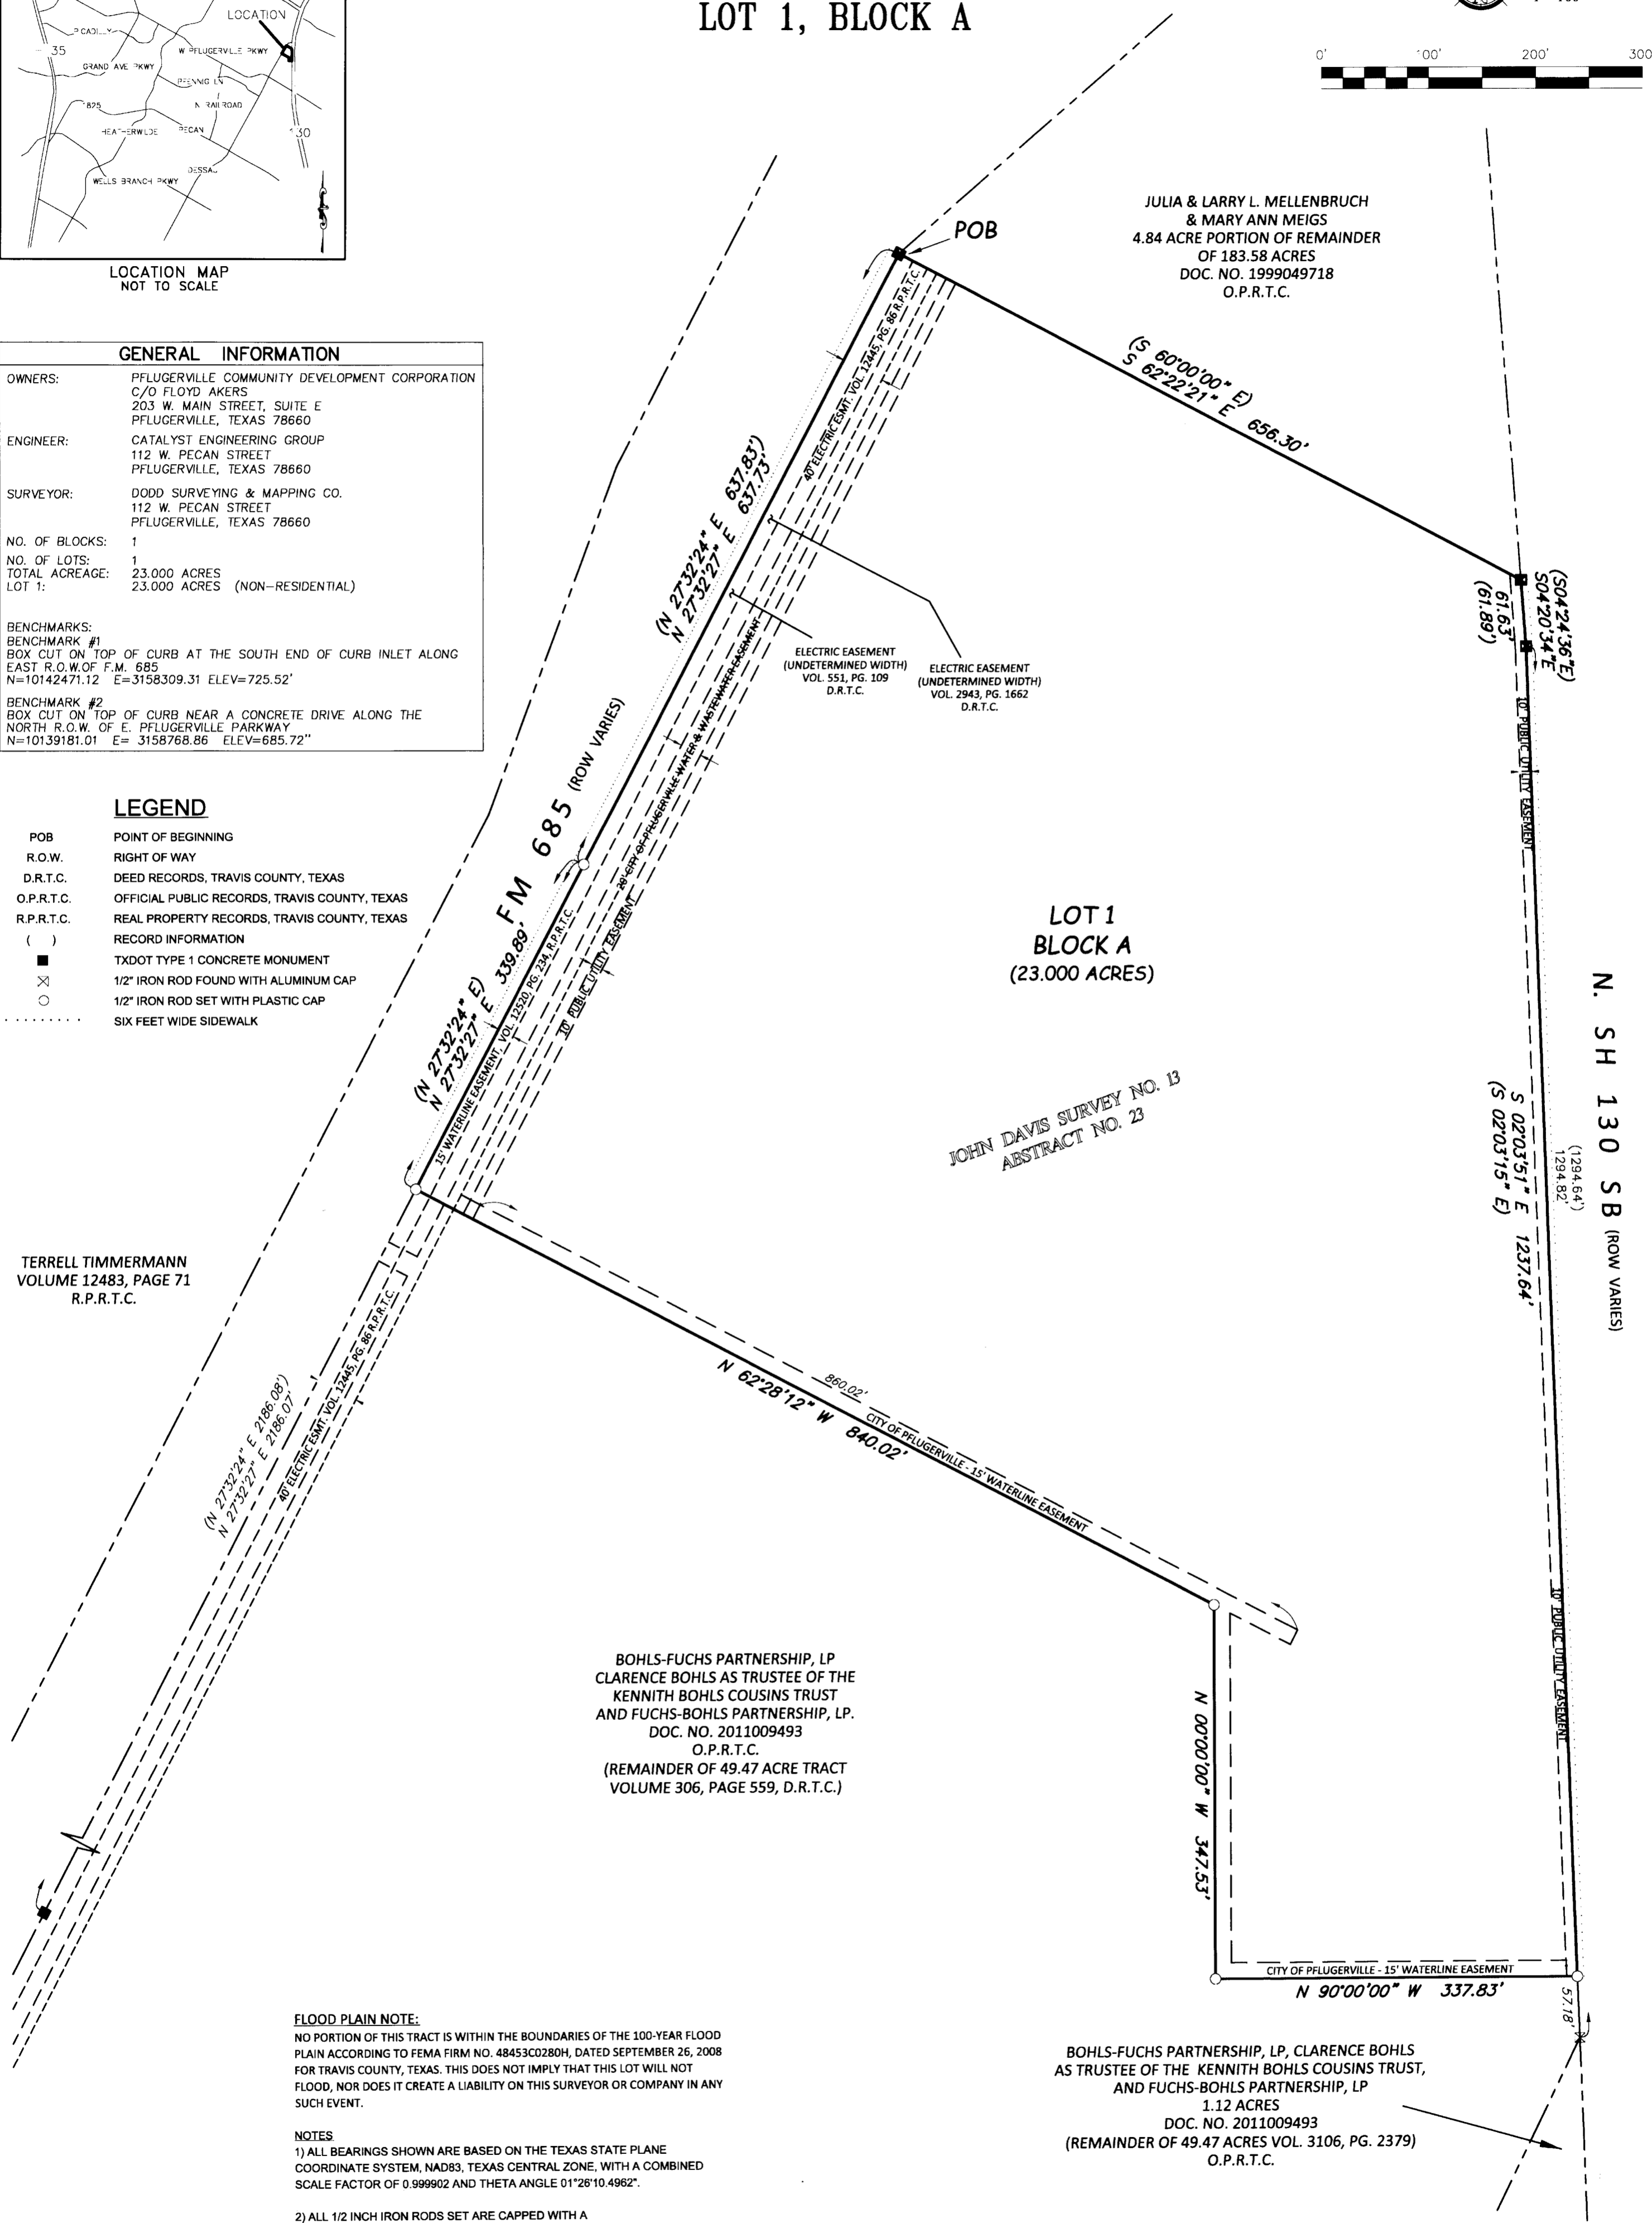 LOT 1, BLOCK A
LOCATION
35
W PFLUGERVILLE PKWY
GRAND AVE PKWY
PFENNIG LN
N RAILROAD
PECAN
130
WELLS BRANCH PKWY
LOCATION MAP
NOT TO SCALE
0' 100' 200' 300
GENERAL INFORMATION
OWNERS: PFLUGERVILLE COMMUNITY DEVELOPMENT CORPORATION
C/O FLOYD AKERS
203 W. MAIN STREET, SUITE E
PFLUGERVILLE, TEXAS 78660
ENGINEER: CATALYST ENGINEERING GROUP
112 W. PECAN STREET
PFLUGERVILLE, TEXAS 78660
SURVEYOR: DODD SURVEYING & MAPPING CO.
112 W. PECAN STREET
PFLUGERVILLE, TEXAS 78660
NO. OF BLOCKS: 1
NO. OF LOTS: 1
TOTAL ACREAGE: 23.000 ACRES
LOT 1: 23.000 ACRES (NON-RESIDENTIAL)
BENCHMARKS:
BENCHMARK #1
BOX CUT ON TOP OF CURB AT THE SOUTH END OF CURB INLET ALONG
EAST R.O.W.OF F.M. 685
N=10142471.12 E=3158309.31 ELEV=725.52'
BENCHMARK #2
BOX CUT ON TOP OF CURB NEAR A CONCRETE DRIVE ALONG THE
NORTH R.O.W. OF E. PFLUGERVILLE PARKWAY
N=10139181.01 E= 3158768.86 ELEV=685.72"
LEGEND
POB POINT OF BEGINNING
R.O.W. RIGHT OF WAY
D.R.T.C. DEED RECORDS, TRAVIS COUNTY, TEXAS
O.P.R.T.C. OFFICIAL PUBLIC RECORDS, TRAVIS COUNTY, TEXAS
R.P.R.T.C. REAL PROPERTY RECORDS, TRAVIS COUNTY, TEXAS
( ) RECORD INFORMATION
TXDOT TYPE 1 CONCRETE MONUMENT
1/2" IRON ROD FOUND WITH ALUMINUM CAP
1/2" IRON ROD SET WITH PLASTIC CAP
SIX FEET WIDE SIDEWALK
POB
JULIA & LARRY L. MELLENBRUCH
& MARY ANN MEIGS
4.84 ACRE PORTION OF REMAINDER
OF 183.58 ACRES
DOC. NO. 1999049718
O.P.R.T.C.
(S 60°00'00" E)
S 62°22'21" E 656.30'
(S04°24'36"E)
S04°20'34"E
61.63'
(61.89')
40' ELECTRIC ESMT. VOL. 12445, PG. 86 R.P.R.T.C.
(N 27°32'24" E 637.83')
N 27°32'27" E 637.73'
ELECTRIC EASEMENT
(UNDETERMINED WIDTH)
VOL. 551, PG. 109
D.R.T.C.
ELECTRIC EASEMENT
(UNDETERMINED WIDTH)
VOL. 2943, PG. 1662
D.R.T.C.
20' CITY OF PFLUGERVILLE WATER & WASTEWATER EASEMENT
10' PUBLIC UTILITY EASEMENT
FM 685 (ROW VARIES)
(N 27°32'24" E)
N 27°32'27" E 339.89'
15' WATERLINE EASEMENT, VOL. 12520, PG. 234, R.P.R.T.C.
10' PUBLIC UTILITY EASEMENT
LOT 1
BLOCK A
(23.000 ACRES)
JOHN DAVIS SURVEY NO. 13
ABSTRACT NO. 23
N. SH 130 SB (ROW VARIES)
(1294.64')
1294.82'
S 02°03'51" E 1237.64'
(S 02°03'15" E)
TERRELL TIMMERMANN
VOLUME 12483, PAGE 71
R.P.R.T.C.
(N 27°32'24" E 2186.08')
N 27°32'27" E 2186.07'
40' ELECTRIC ESMT. VOL. 12445, PG. 86 R.P.R.T.C.
860.02'
N 62°28'12" W 840.02'
CITY OF PFLUGERVILLE - 15' WATERLINE EASEMENT
10' PUBLIC UTILITY EASEMENT
BOHLS-FUCHS PARTNERSHIP, LP
CLARENCE BOHLS AS TRUSTEE OF THE
KENNITH BOHLS COUSINS TRUST
AND FUCHS-BOHLS PARTNERSHIP, LP.
DOC. NO. 2011009493
O.P.R.T.C.
(REMAINDER OF 49.47 ACRE TRACT
VOLUME 306, PAGE 559, D.R.T.C.)
N 00°00'00" W 347.53'
CITY OF PFLUGERVILLE - 15' WATERLINE EASEMENT
N 90°00'00" W 337.83'
57.18'
BOHLS-FUCHS PARTNERSHIP, LP, CLARENCE BOHLS
AS TRUSTEE OF THE KENNITH BOHLS COUSINS TRUST,
AND FUCHS-BOHLS PARTNERSHIP, LP
1.12 ACRES
DOC. NO. 2011009493
(REMAINDER OF 49.47 ACRES VOL. 3106, PG. 2379)
O.P.R.T.C.
FLOOD PLAIN NOTE:
NO PORTION OF THIS TRACT IS WITHIN THE BOUNDARIES OF THE 100-YEAR FLOOD
PLAIN ACCORDING TO FEMA FIRM NO. 48453C0280H, DATED SEPTEMBER 26, 2008
FOR TRAVIS COUNTY, TEXAS. THIS DOES NOT IMPLY THAT THIS LOT WILL NOT
FLOOD, NOR DOES IT CREATE A LIABILITY ON THIS SURVEYOR OR COMPANY IN ANY
SUCH EVENT.
NOTES
1) ALL BEARINGS SHOWN ARE BASED ON THE TEXAS STATE PLANE
COORDINATE SYSTEM, NAD83, TEXAS CENTRAL ZONE, WITH A COMBINED
SCALE FACTOR OF 0.999902 AND THETA ANGLE 01°26'10.4962".
2) ALL 1/2 INCH IRON RODS SET ARE CAPPED WITH A